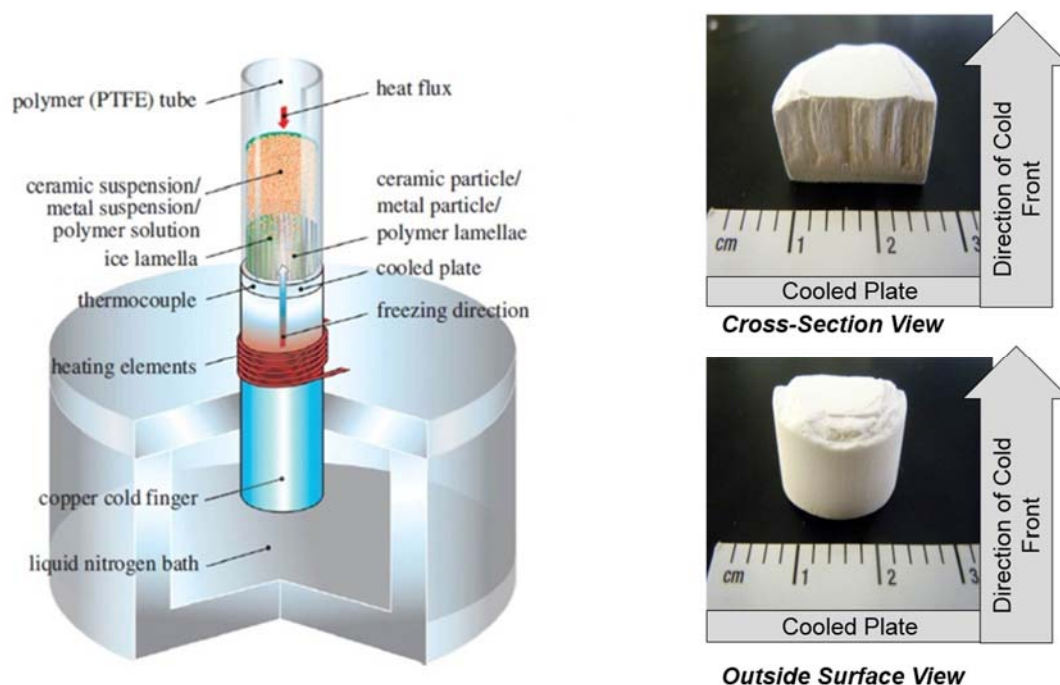 polymer (PTFE) tube
heat flux
ceramic suspension/
metal suspension/
polymer solution
ceramic particle/
metal particle/
polymer lamellae
ice lamella
cooled plate
thermocouple
freezing direction
heating elements
copper cold finger
liquid nitrogen bath
cm 1 2 3
Cooled Plate
Direction of Cold
Front
Cross-Section View
cm 1 2 3
Cooled Plate
Direction of Cold
Front
Outside Surface View